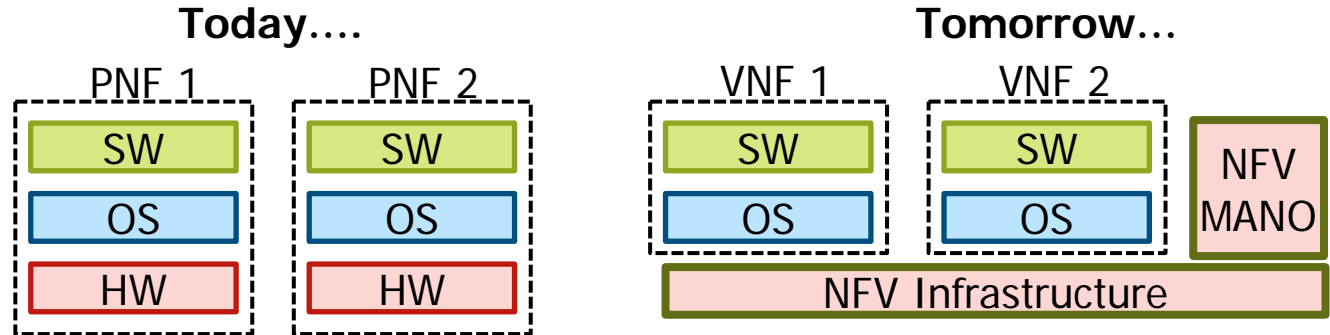 Today....
PNF 1
PNF 2
SW
SW
OS
OS
HW
HW
Tomorrow...
VNF 1
VNF 2
SW
SW
OS
OS
NFV
MANO
NFV Infrastructure